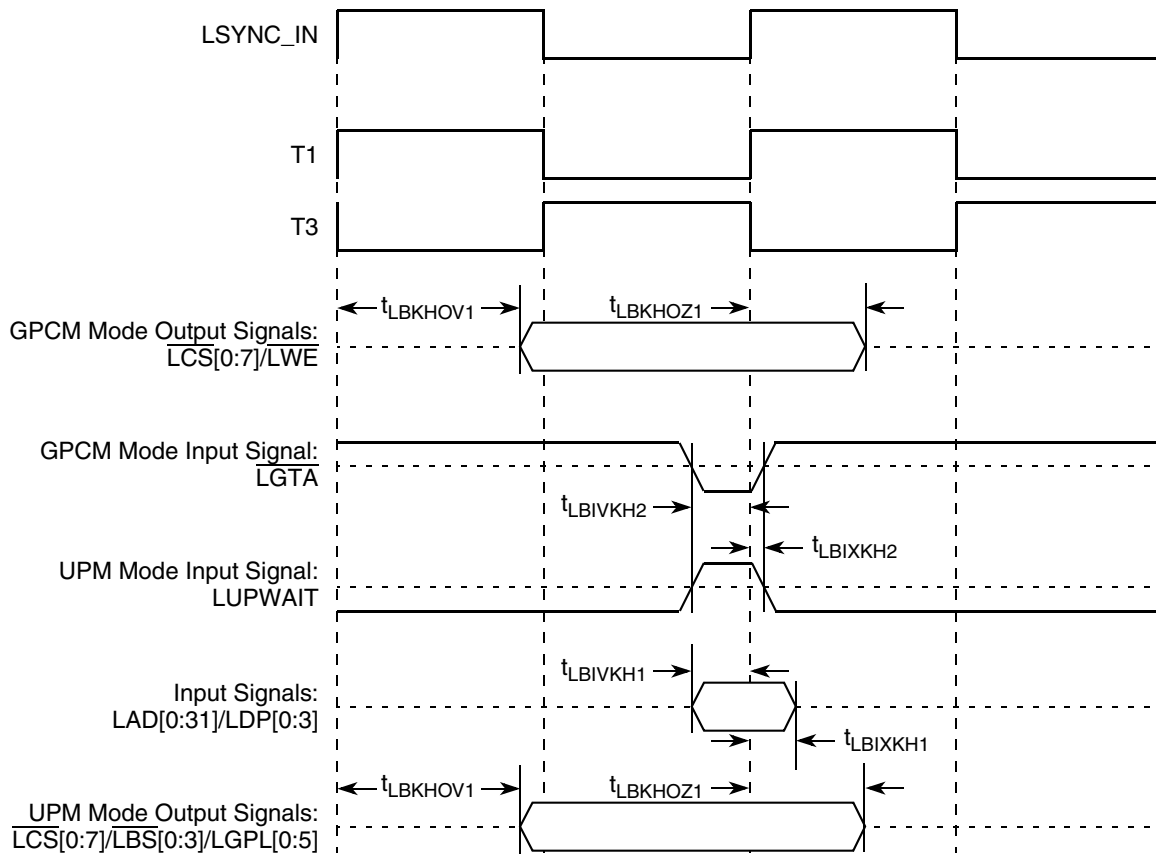 LSYNC_IN
T1
T3
tLBKHOV1
tLBKHOZ1
GPCM Mode Output Signals:
LCS[0:7]/LWE
GPCM Mode Input Signal:
LGTA
tLBIVKH2
tLBIXKH2
UPM Mode Input Signal:
LUPWAIT
tLBIVKH1
Input Signals:
LAD[0:31]/LDP[0:3]
tLBIXKH1
tLBKHOV1
tLBKHOZ1
UPM Mode Output Signals:
LCS[0:7]/LBS[0:3]/LGPL[0:5]